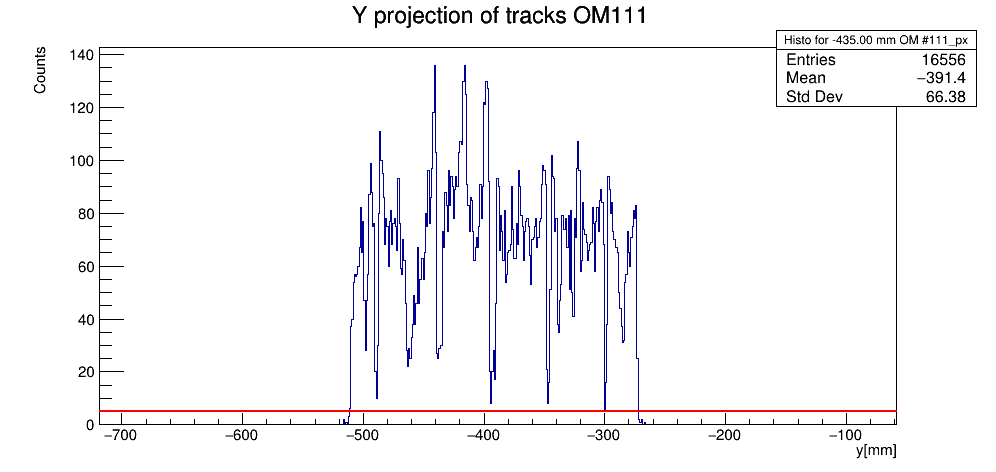 Y projection of tracks OM111
Histo for -435.00 mm OM #111_px
Entries 16556
Mean −391.4
Std Dev 66.38
Counts
140
120
100
80
60
40
20
0
−700 −600 −500 −400 −300 −200 −100
y[mm]